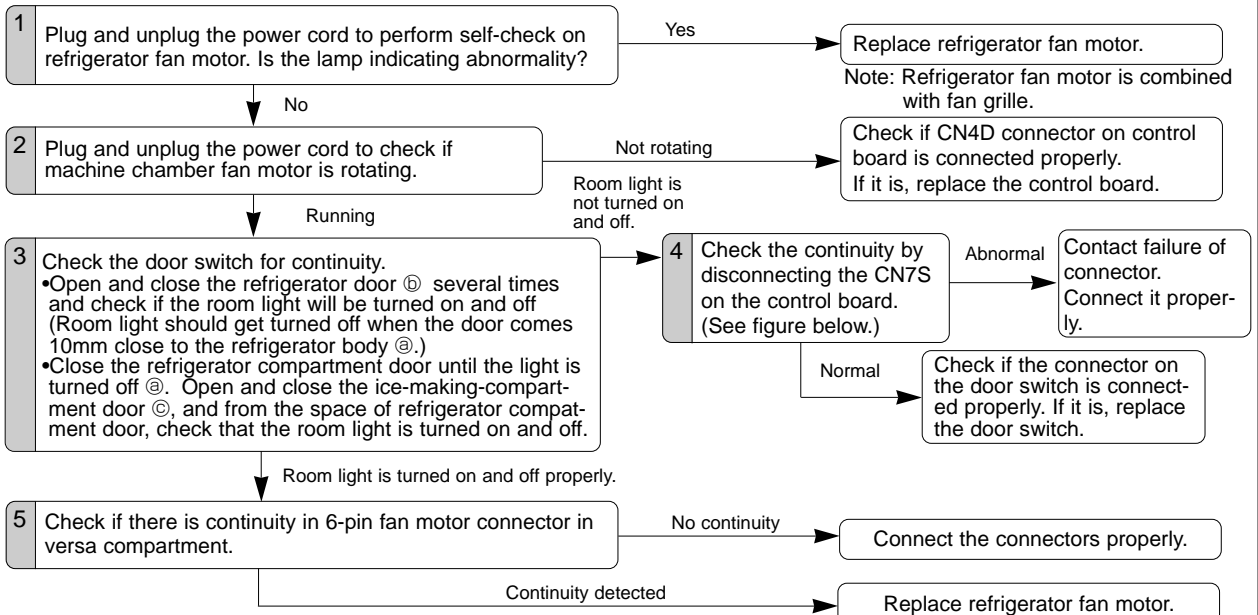 1
Plug and unplug the power cord to perform self-check on
refrigerator fan motor. Is the lamp indicating abnormality?
Yes
Replace refrigerator fan motor.
Note: Refrigerator fan motor is combined
with fan grille.
No
2
Plug and unplug the power cord to check if
machine chamber fan motor is rotating.
Not rotating
Check if CN4D connector on control
board is connected properly.
If it is, replace the control board.
Running
Room light is
not turned on
and off.
3
Check the door switch for continuity.
•Open and close the refrigerator door ⓑ several times
and check if the room light will be turned on and off
(Room light should get turned off when the door comes
10mm close to the refrigerator body ⓐ.)
•Close the refrigerator compartment door until the light is
turned off ⓐ. Open and close the ice-making-compart-
ment door ⓒ, and from the space of refrigerator compat-
ment door, check that the room light is turned on and off.
4
Check the continuity by
disconnecting the CN7S
on the control board.
(See figure below.)
Abnormal
Contact failure of
connector.
Connect it proper-
ly.
Normal
Check if the connector on
the door switch is connect-
ed properly. If it is, replace
the door switch.
Room light is turned on and off properly.
5
Check if there is continuity in 6-pin fan motor connector in
versa compartment.
No continuity
Connect the connectors properly.
Continuity detected
Replace refrigerator fan motor.